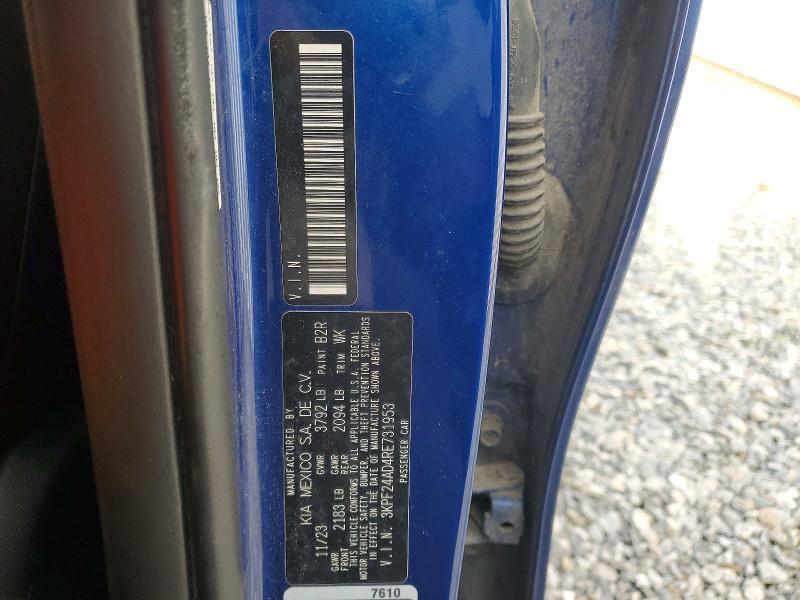 V.I.N.
MANUFACTURED BY
KIA MEXICO S.A. DE C.V.
11/23 GVWR 3792 LB PAINT B2R
GAWR FRONT 2183 LB GAWR REAR 2094 LB TRIM WK
THIS VEHICLE CONFORMS TO ALL APPLICABLE U.S.A. FEDERAL
MOTOR VEHICLE SAFETY, BUMPER, AND THEFT PREVENTION STANDARDS
IN EFFECT ON THE DATE OF MANUFACTURE SHOWN ABOVE.
V.I.N. 3KPF24AD4RE731953
PASSENGER CAR
7610